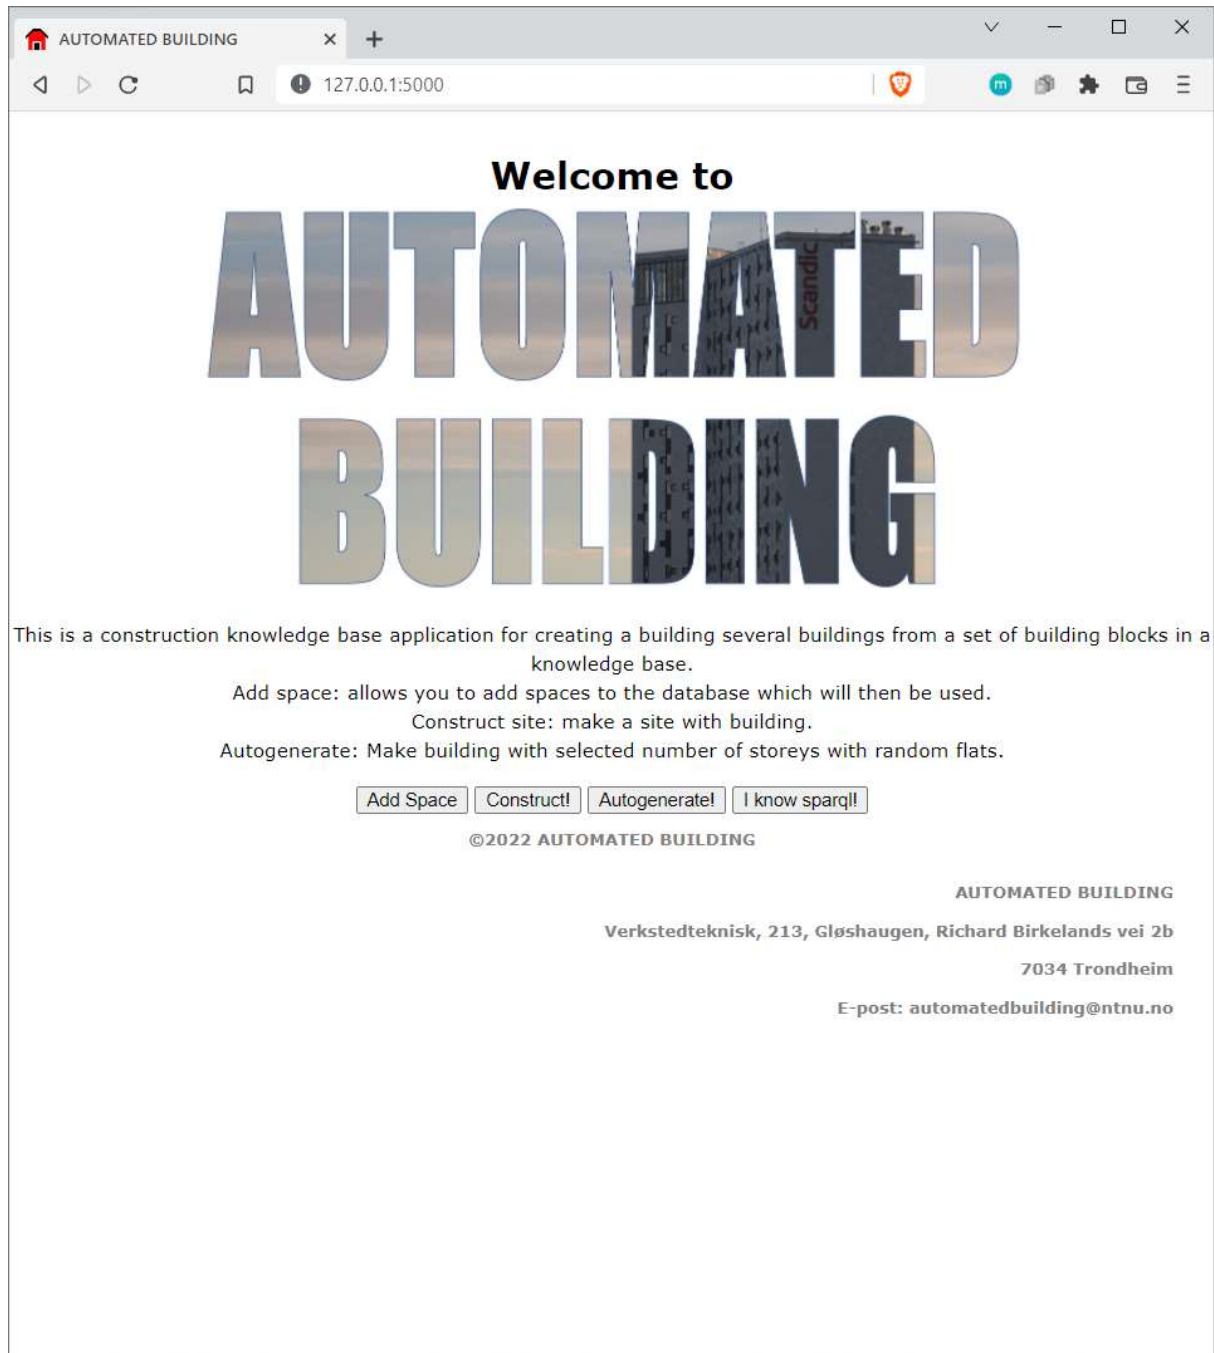 AUTOMATED BUILDING
127.0.0.1:5000
m
Welcome to
AUTOMATED
Scandic
BUILDING
This is a construction knowledge base application for creating a building several buildings from a set of building blocks in a
knowledge base.
Add space: allows you to add spaces to the database which will then be used.
Construct site: make a site with building.
Autogenerate: Make building with selected number of storeys with random flats.
Add Space Construct! Autogenerate! I know sparql!
©2022 AUTOMATED BUILDING
AUTOMATED BUILDING
Verkstedteknisk, 213, Gløshaugen, Richard Birkelands vei 2b
7034 Trondheim
E-post: automatedbuilding@ntnu.no